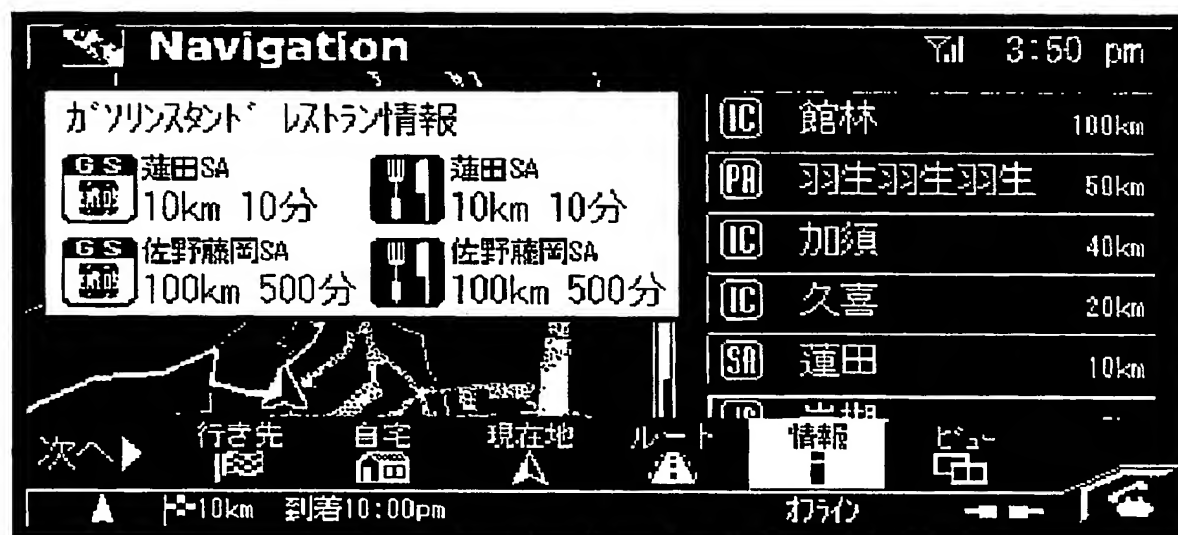 Navigation
3:50 pm
ガソリンスタンド レストラン情報
GS 蓮田SA
10km 10分
蓮田SA
10km 10分
GS 佐野藤岡SA
100km 500分
佐野藤岡SA
100km 500分
IC 館林 100km
PA 羽生羽生羽生 50km
IC 加須 40km
IC 久喜 20km
SA 蓮田 10km
次へ
行き先
自宅
現在地
ルート
情報
ビュー
10km 到着10:00pm
オフライン